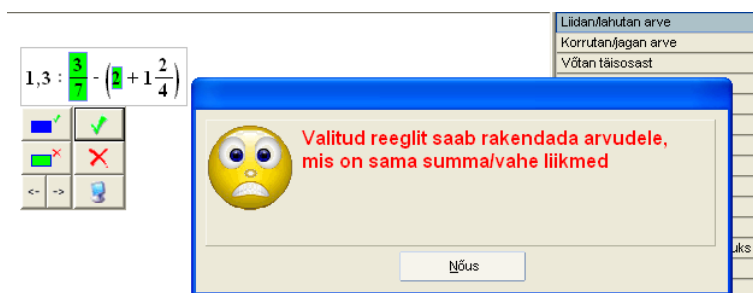 Liidan/lahutan arve
Korrutan/jagan arve
Võtan täisosast
1,3 : 3/7 - (2 + 1 2/4)
Valitud reeglit saab rakendada arvudele,
mis on sama summa/vahe liikmed
<- ->
uks
Nõus